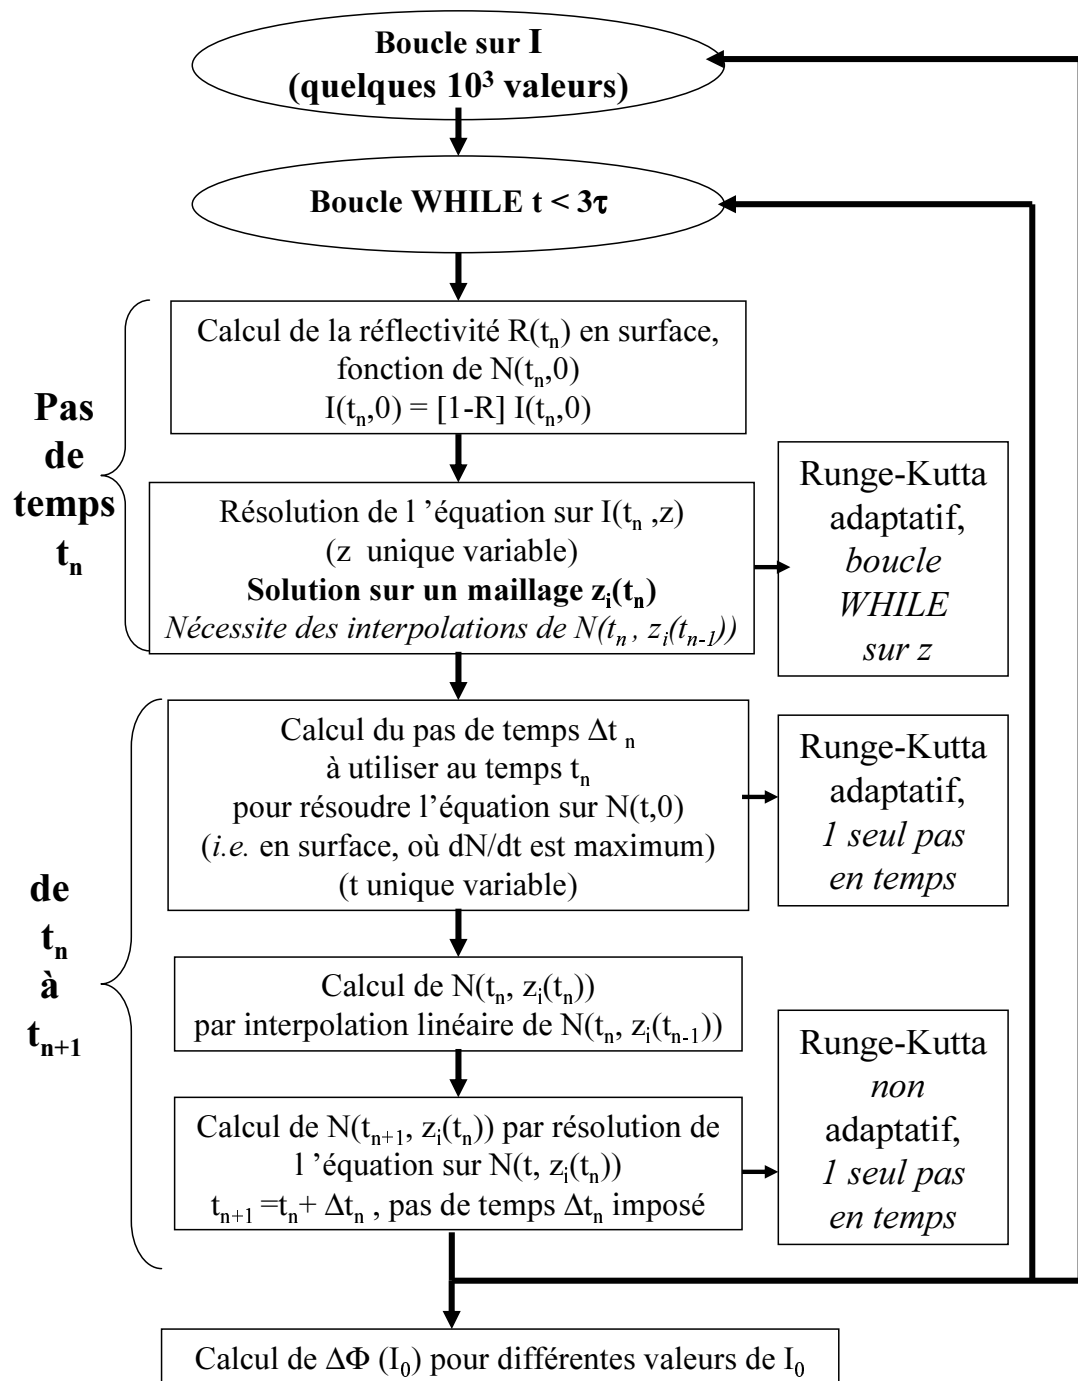 Boucle sur I
(quelques 10³ valeurs)
Boucle WHILE t < 3τ
Pas
de
temps
tₙ
Calcul de la réflectivité R(tₙ) en surface,
fonction de N(tₙ,0)
I(tₙ,0) = [1-R] I(tₙ,0)
Résolution de l ’équation sur I(tₙ ,z)
(z unique variable)
Solution sur un maillage zᵢ(tₙ)
Nécessite des interpolations de N(tₙ , zᵢ(tₙ₋₁))
Runge-Kutta
adaptatif,
boucle
WHILE
sur z
de
tₙ
à
tₙ₊₁
Calcul du pas de temps Δt ₙ
à utiliser au temps tₙ
pour résoudre l’équation sur N(t,0)
(i.e. en surface, où dN/dt est maximum)
(t unique variable)
Runge-Kutta
adaptatif,
1 seul pas
en temps
Calcul de N(tₙ, zᵢ(tₙ))
par interpolation linéaire de N(tₙ, zᵢ(tₙ₋₁))
Calcul de N(tₙ₊₁, zᵢ(tₙ)) par résolution de
l ’équation sur N(t, zᵢ(tₙ))
tₙ₊₁ =tₙ+ Δtₙ , pas de temps Δtₙ imposé
Runge-Kutta
non
adaptatif,
1 seul pas
en temps
Calcul de ΔΦ (I₀) pour différentes valeurs de I₀